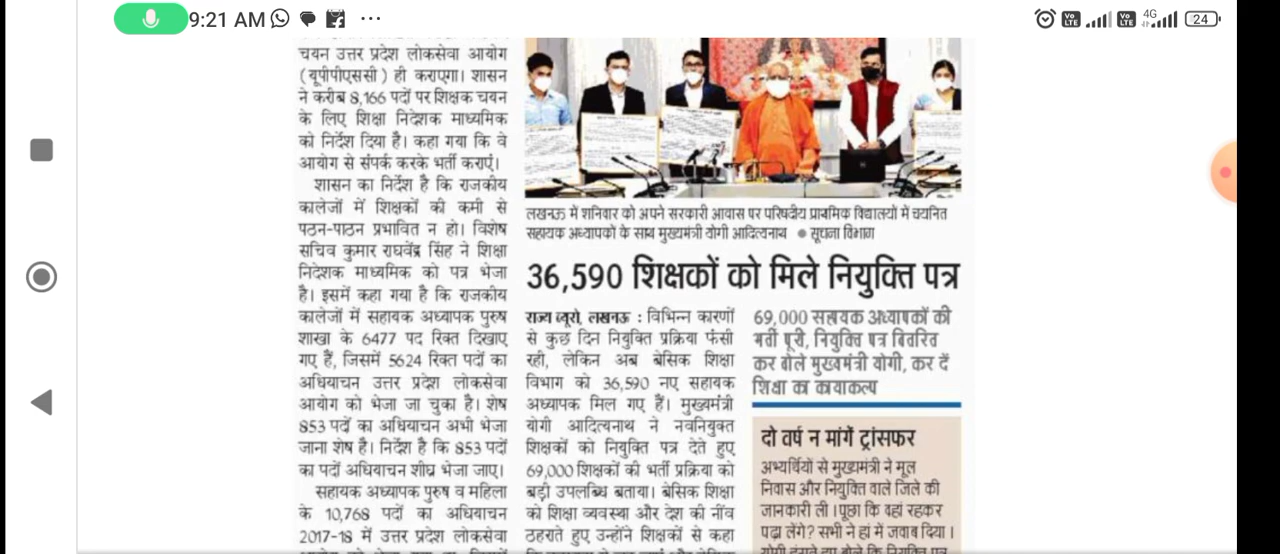 9:21 AM
4G
24
चयन उत्तर प्रदेश लोकसेवा आयोग
(यूपीपीएससी) ही कराएगा। शासन
ने करीब 8,166 पदों पर शिक्षक चयन
के लिए शिक्षा निदेशक माध्यमिक
को निर्देश दिया है। कहा गया कि वे
आयोग से संपर्क करके भर्ती कराएं।
शासन का निर्देश है कि राजकीय
कालेजों में शिक्षकों की कमी से
पठन-पाठन प्रभावित न हो। विशेष
सचिव कुमार राघवेंद्र सिंह ने शिक्षा
निदेशक माध्यमिक को पत्र भेजा
है। इसमें कहा गया है कि राजकीय
कालेजों में सहायक अध्यापक पुरुष
शाखा के 6477 पद रिक्त दिखाए
गए हैं, जिसमें 5624 रिक्त पदों का
अधियाचन उत्तर प्रदेश लोकसेवा
आयोग को भेजा जा चुका है। शेष
853 पदों का अधियाचन अभी भेजा
जाना शेष है। निर्देश है कि 853 पदों
का पदों अधियाचन शीघ्र भेजा जाए।
सहायक अध्यापक पुरुष व महिला
के 10,768 पदों का अधियाचन
2017-18 में उत्तर प्रदेश लोकसेवा
लखनऊ में शनिवार को अपने सरकारी आवास पर परिषदीय प्राथमिक विद्यालयों में चयनित
सहायक अध्यापकों के साथ मुख्यमंत्री योगी आदित्यनाथ ● सूचना विभाग
36,590 शिक्षकों को मिले नियुक्ति पत्र
राज्य ब्यूरो, लखनऊ : विभिन्न कारणों
से कुछ दिन नियुक्ति प्रक्रिया फंसी
रही, लेकिन अब बेसिक शिक्षा
विभाग को 36,590 नए सहायक
अध्यापक मिल गए हैं। मुख्यमंत्री
योगी आदित्यनाथ ने नवनियुक्त
शिक्षकों को नियुक्ति पत्र देते हुए
69,000 शिक्षकों की भर्ती प्रक्रिया को
बड़ी उपलब्धि बताया। बेसिक शिक्षा
को शिक्षा व्यवस्था और देश की नींव
ठहराते हुए उन्होंने शिक्षकों से कहा
69,000 सहायक अध्यापकों की
भर्ती पूरी, नियुक्ति पत्र वितरित
कर बोले मुख्यमंत्री योगी, कर दें
शिक्षा का कायाकल्प
दो वर्ष न मांगें ट्रांसफर
अभ्यर्थियों से मुख्यमंत्री ने मूल
निवास और नियुक्ति वाले जिले की
जानकारी ली। पूछा कि वहां रहकर
पढ़ा लेंगे? सभी ने हां में जवाब दिया।